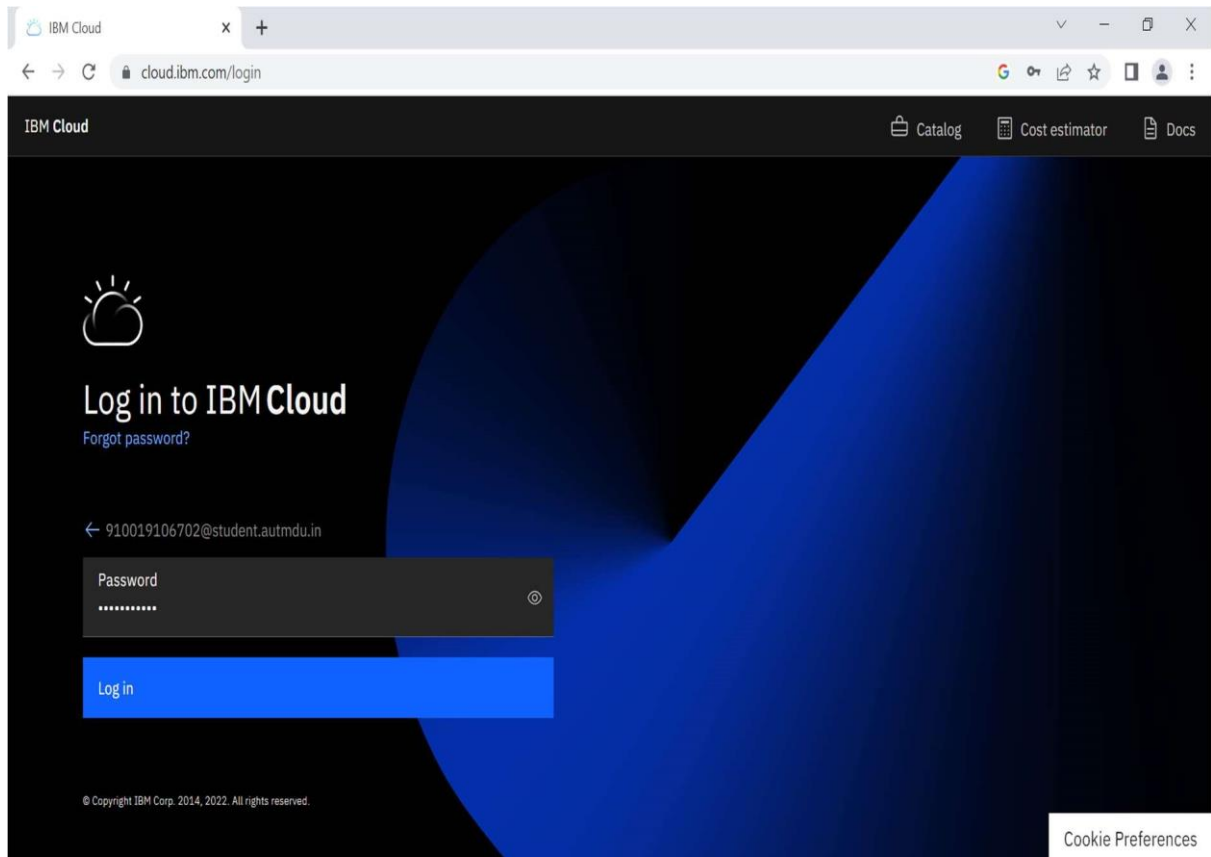 IBM Cloud
cloud.ibm.com/login
IBM Cloud
Catalog
Cost estimator
Docs
Log in to IBM Cloud
Forgot password?
← 910019106702@student.autmdu.in
Password
•••••••••••
Log in
© Copyright IBM Corp. 2014, 2022. All rights reserved.
Cookie Preferences